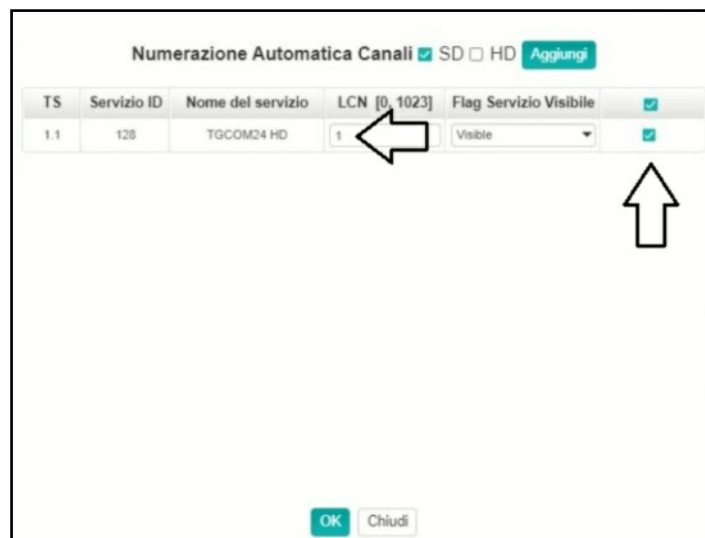 Numerazione Automatica Canali SD HD Aggiungi
TS Servizio ID Nome del servizio LCN [0, 1023] Flag Servizio Visibile
1.1 128 TGCOM24 HD 1 Visible
OK Chiudi